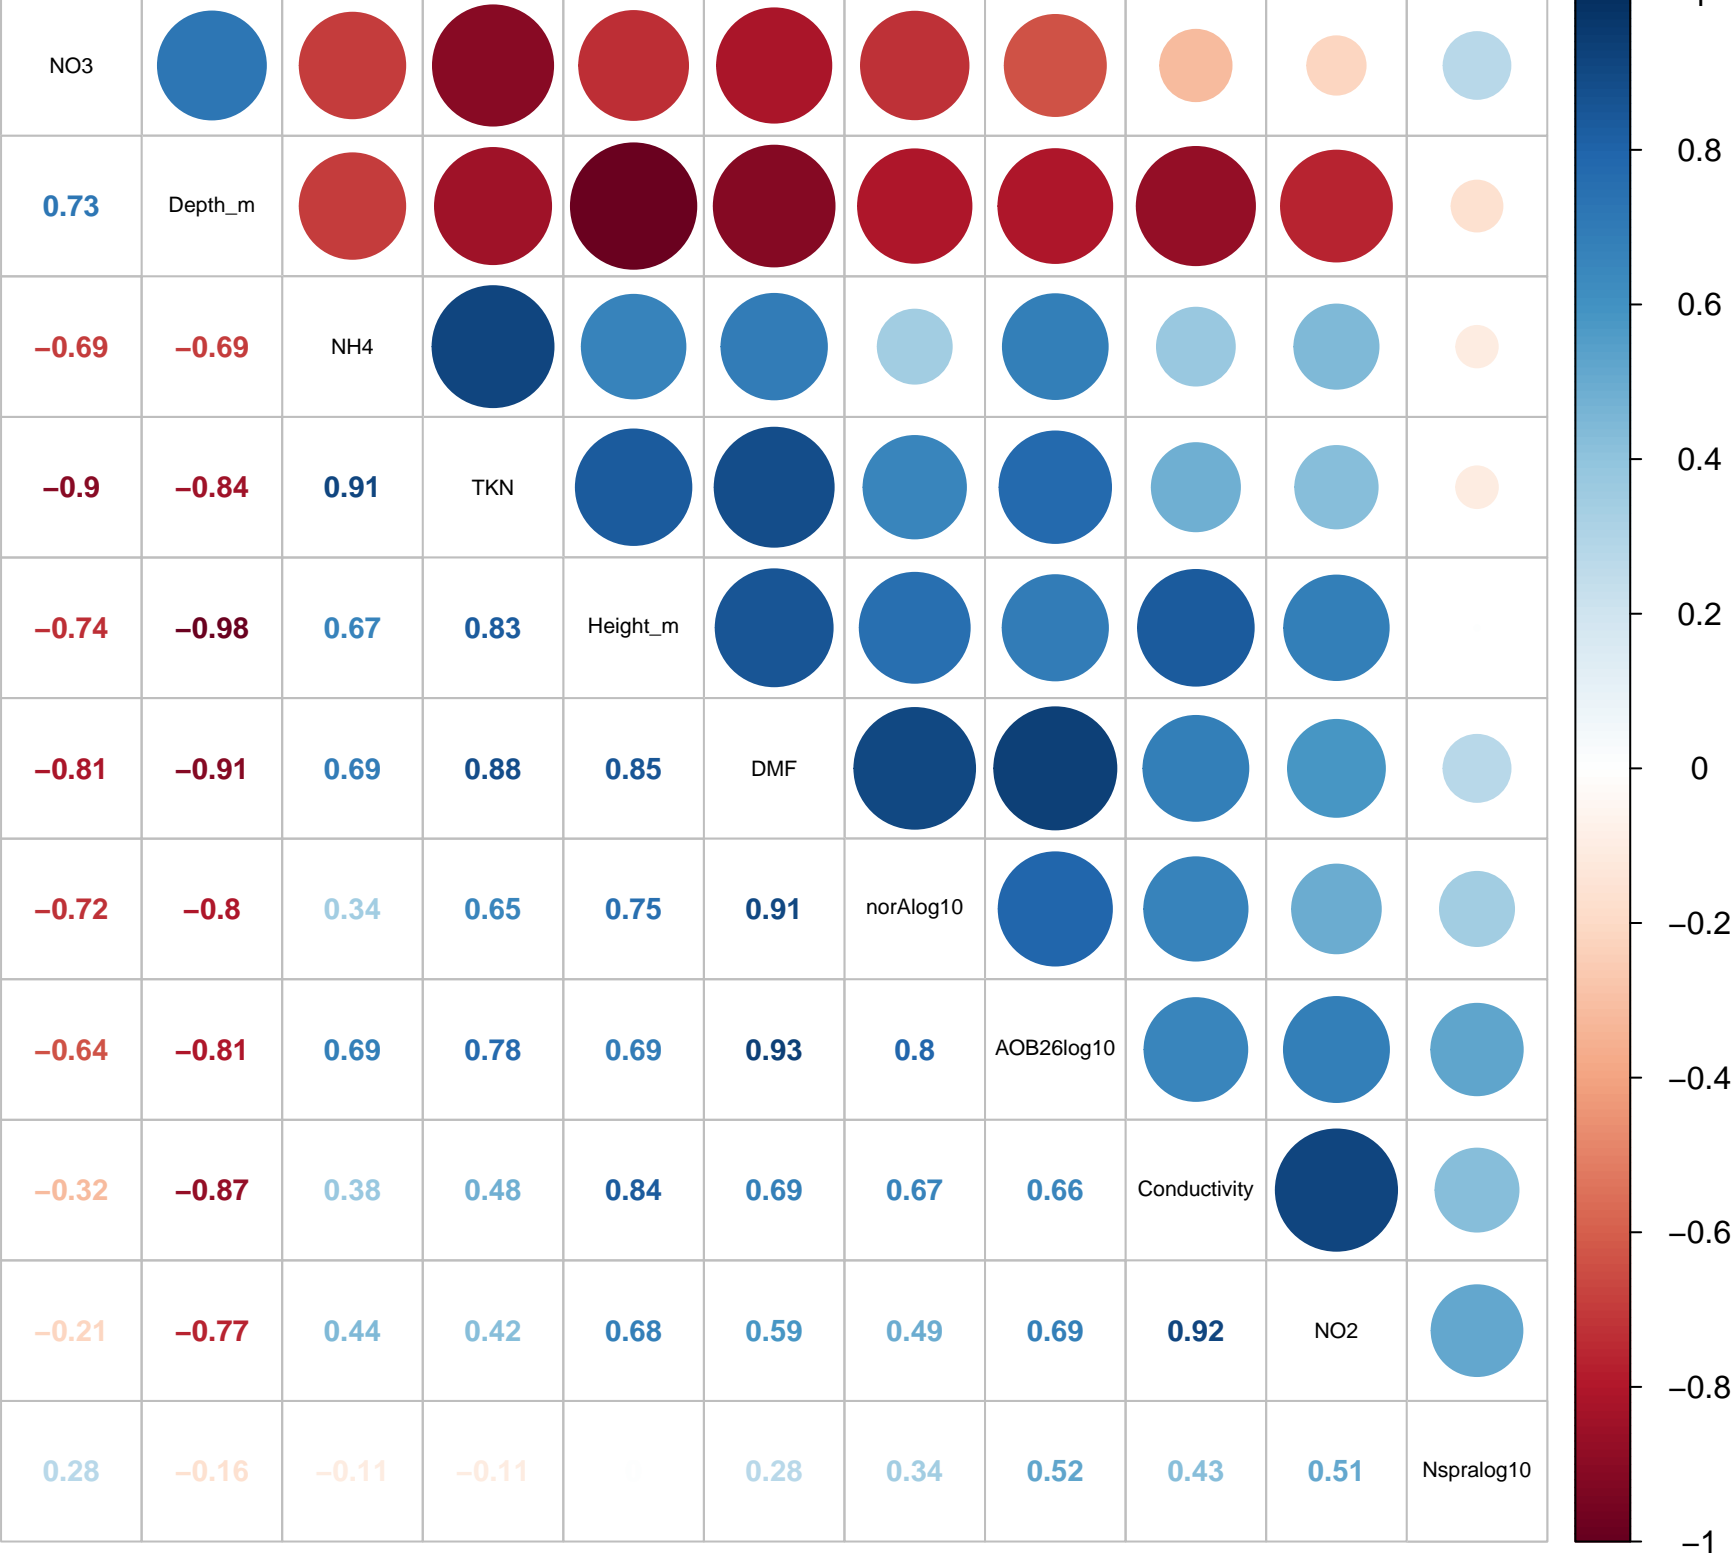 NO3
0.73 Depth_m
−0.69 −0.69 NH4
−0.9 −0.84 0.91 TKN
−0.74 −0.98 0.67 0.83 Height_m
−0.81 −0.91 0.69 0.88 0.85 DMF
−0.72 −0.8 0.34 0.65 0.75 0.91 norAlog10
−0.64 −0.81 0.69 0.78 0.69 0.93 0.8 AOB26log10
−0.32 −0.87 0.38 0.48 0.84 0.69 0.67 0.66 Conductivity
−0.21 −0.77 0.44 0.42 0.68 0.59 0.49 0.69 0.92 NO2
0.28 −0.16 −0.11 −0.11 0.28 0.34 0.52 0.43 0.51 Nspralog10
0.8
0.6
0.4
0.2
0
−0.2
−0.4
−0.6
−0.8
−1